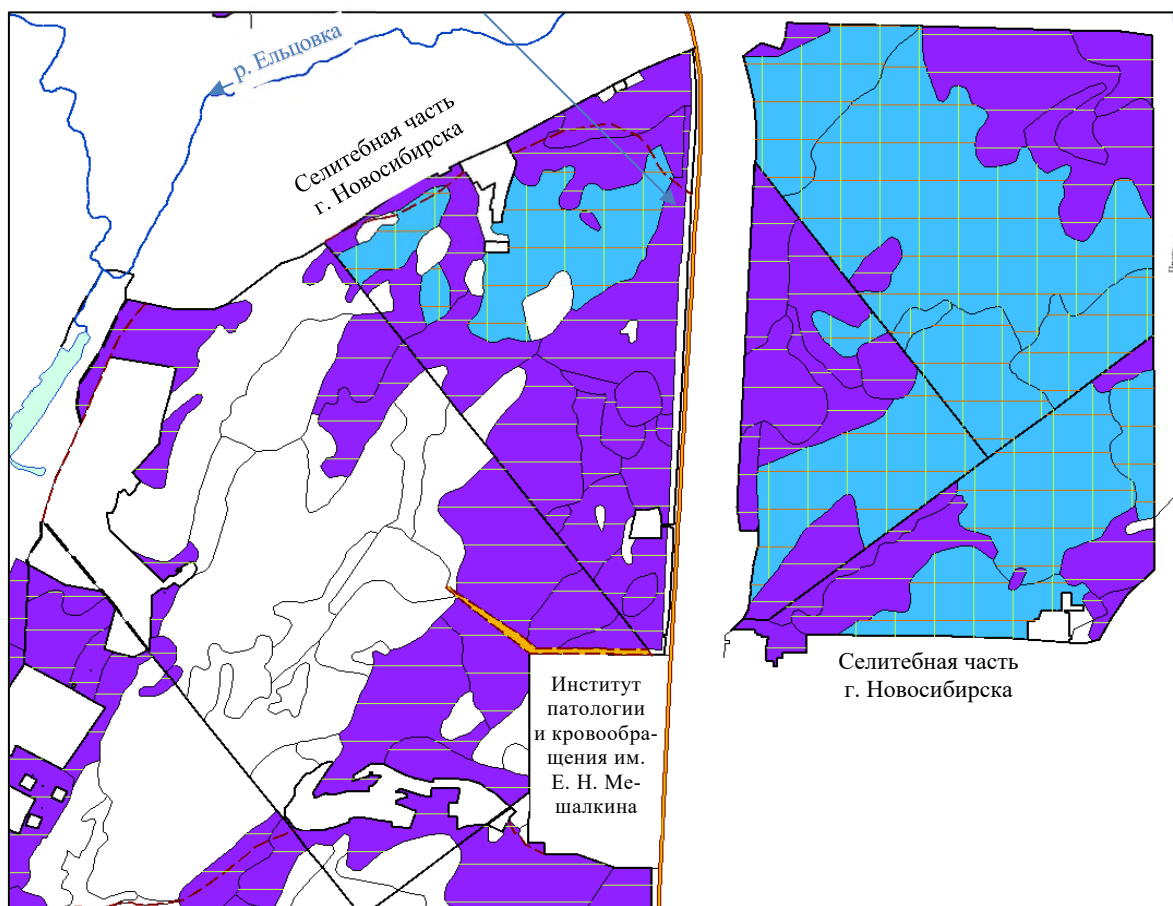 р. Ельцовка
Селитебная часть
г. Новосибирска
Селитебная часть
г. Новосибирска
Институт
патологии
и кровообра-
щения им.
Е. Н. Ме-
шалкина